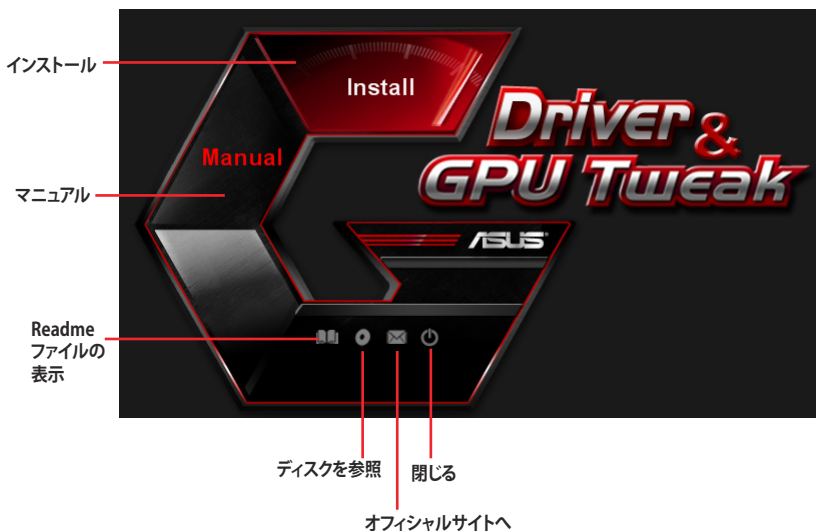 インストール
Install
Driver &
GPU Tweak
Manual
マニュアル
ASUS
Readme
ファイルの
表示
ディスクを参照
閉じる
オフィシャルサイトへ